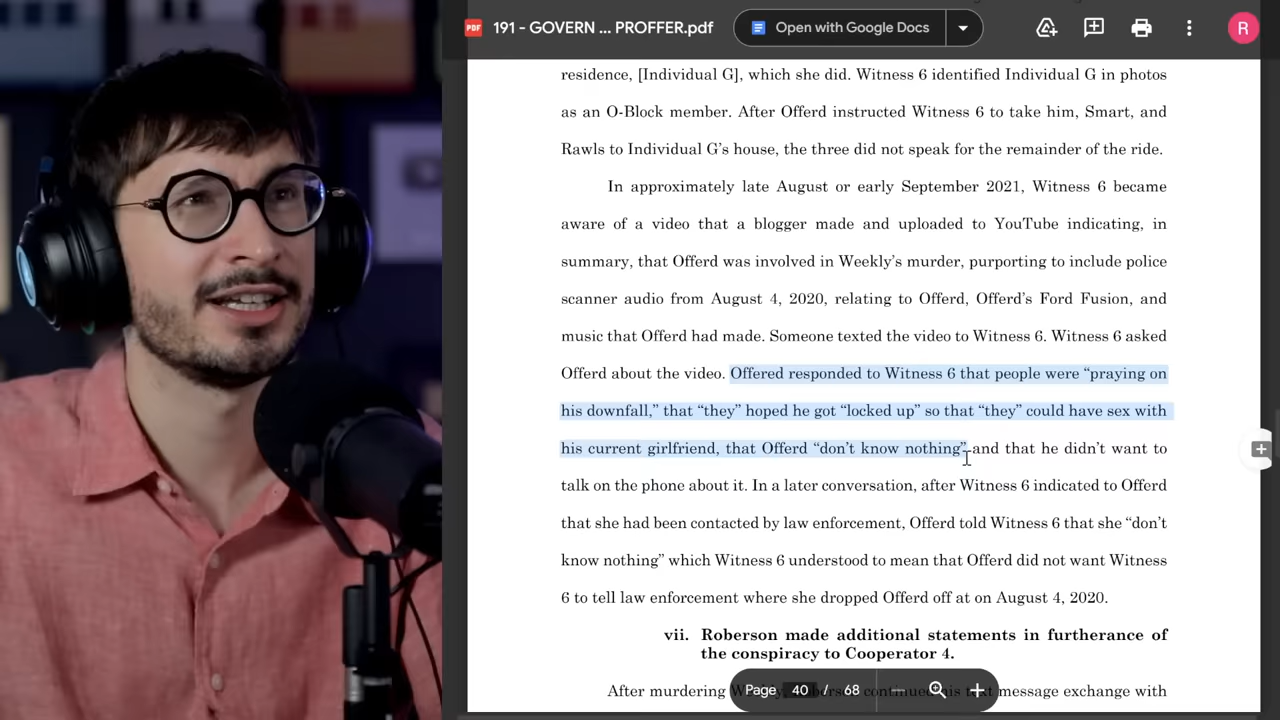 191 - GOVERN ... PROFFER.pdf
Open with Google Docs
R
residence, [Individual G], which she did. Witness 6 identified Individual G in photos
as an O-Block member. After Offerd instructed Witness 6 to take him, Smart, and
Rawls to Individual G’s house, the three did not speak for the remainder of the ride.
In approximately late August or early September 2021, Witness 6 became
aware of a video that a blogger made and uploaded to YouTube indicating, in
summary, that Offerd was involved in Weekly’s murder, purporting to include police
scanner audio from August 4, 2020, relating to Offerd, Offerd’s Ford Fusion, and
music that Offerd had made. Someone texted the video to Witness 6. Witness 6 asked
Offerd about the video. Offered responded to Witness 6 that people were “praying on
his downfall,” that “they” hoped he got “locked up” so that “they” could have sex with
his current girlfriend, that Offerd “don’t know nothing” and that he didn’t want to
talk on the phone about it. In a later conversation, after Witness 6 indicated to Offerd
that she had been contacted by law enforcement, Offerd told Witness 6 that she “don’t
know nothing” which Witness 6 understood to mean that Offerd did not want Witness
6 to tell law enforcement where she dropped Offerd off at on August 4, 2020.
vii. Roberson made additional statements in furtherance of
the conspiracy to Cooperator 4.
After murdering message exchange with
Page 40 / 68